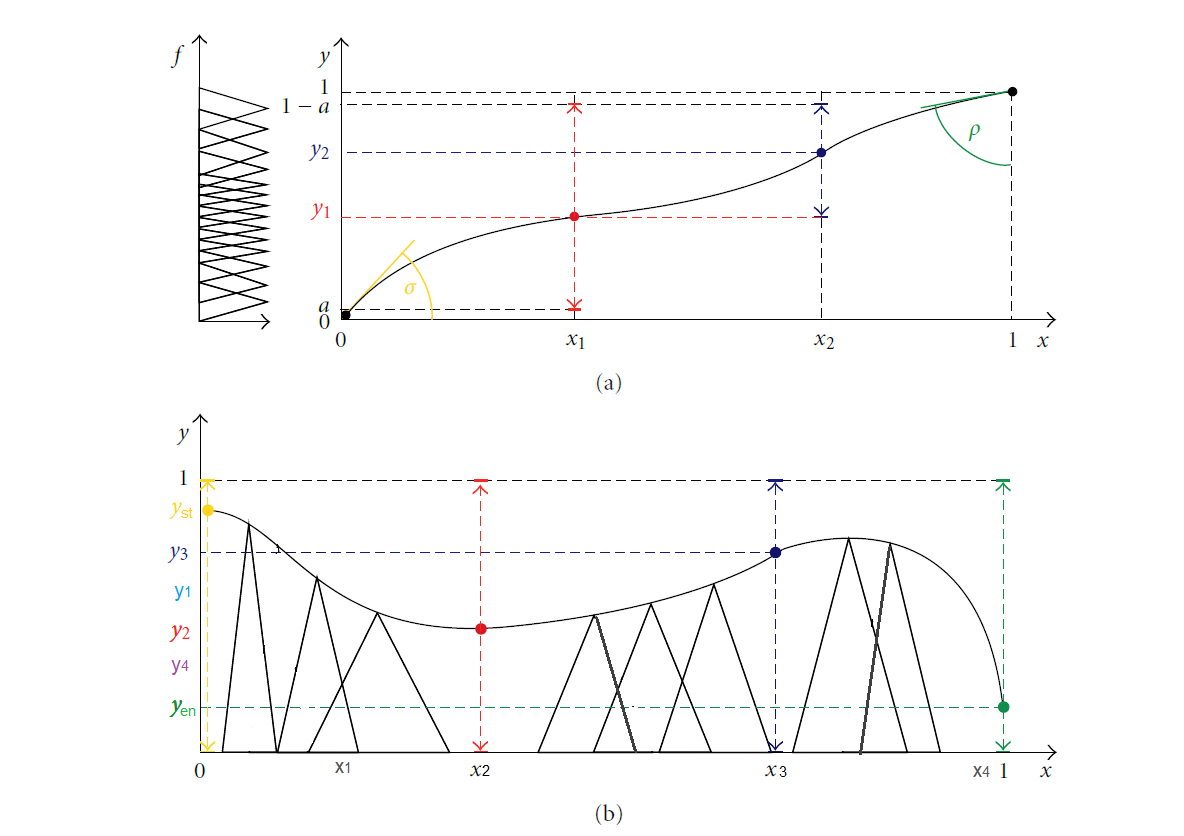 f
y
1
1 − a
y2
y1
a
0
σ
ρ
0 x1 x2 1 x
(a)
y
1
yst
y3
y1
y2
y4
yen
0 x1 x2 x3 x4 1 x
(b)